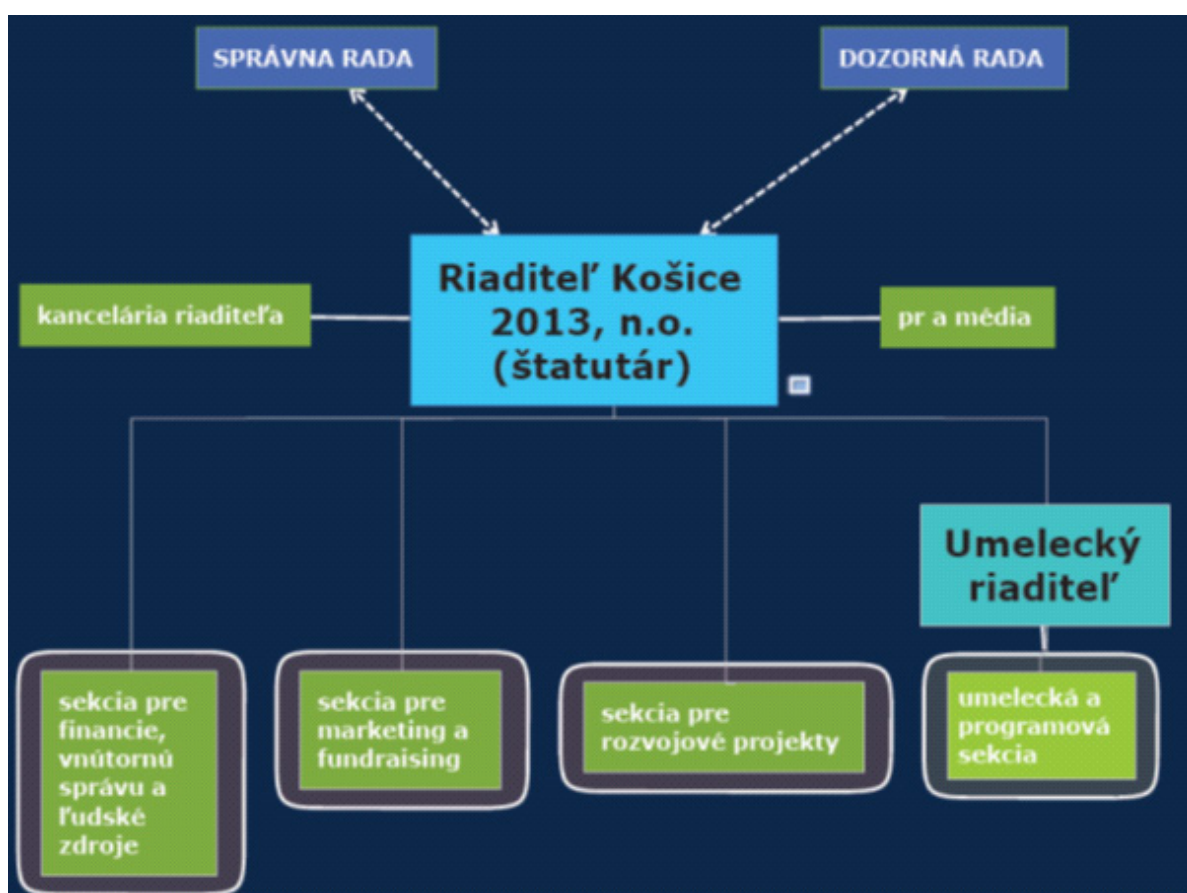 SPRÁVNA RADA
DOZORNÁ RADA
Riaditeľ Košice
2013, n.o.
(štatutár)
kancelária riaditeľa
pr a média
Umelecký
riaditeľ
sekcia pre
financie,
vnútornú
správu a
ľudské
zdroje
sekcia pre
marketing a
fundraising
sekcia pre
rozvojové projekty
umelecká a
programová
sekcia